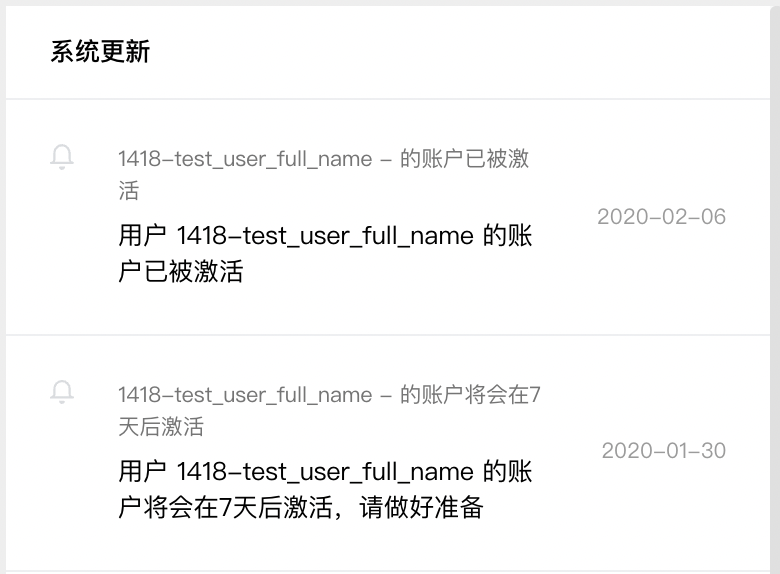 系统更新
1418-test_user_full_name - 的账户已被激
活
用户 1418-test_user_full_name 的账
户已被激活
2020-02-06
1418-test_user_full_name - 的账户将会在7
天后激活
用户 1418-test_user_full_name 的账
户将会在7天后激活，请做好准备
2020-01-30